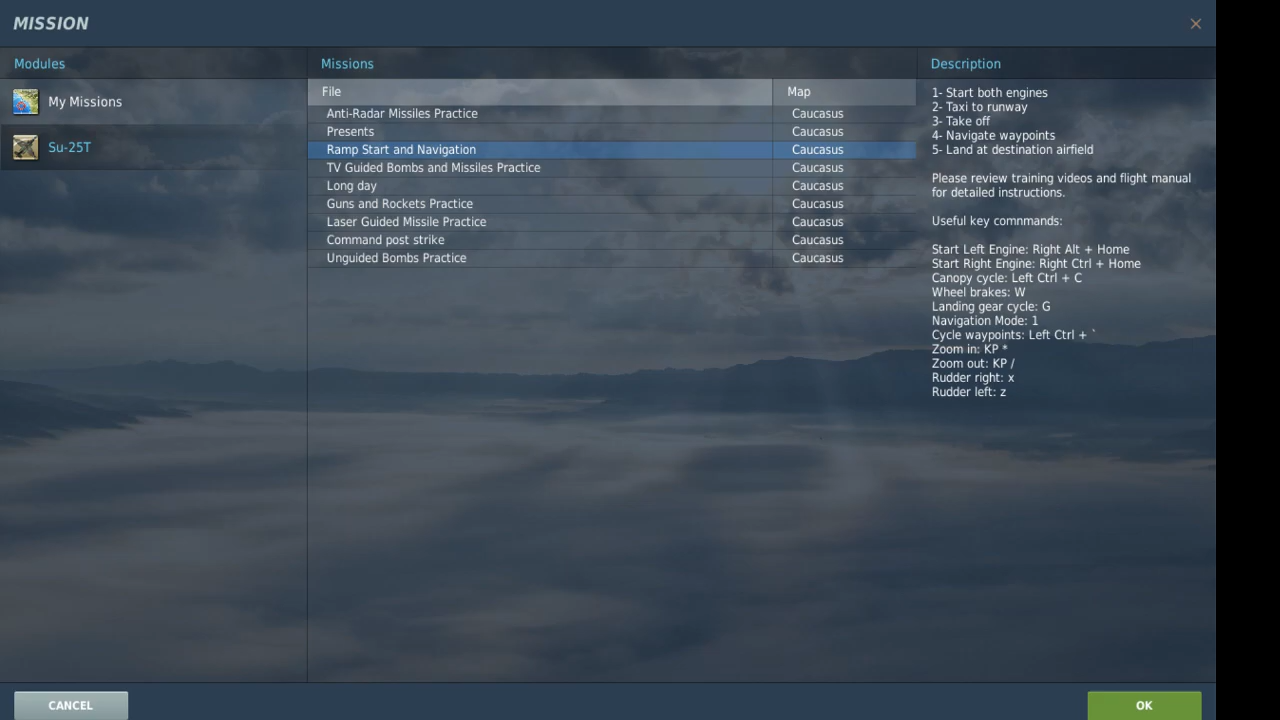 MISSION
Modules
Missions
Description
My Missions
Su-25T
File
Map
Anti-Radar Missiles Practice
Caucasus
Presents
Caucasus
Ramp Start and Navigation
Caucasus
TV Guided Bombs and Missiles Practice
Caucasus
Long day
Caucasus
Guns and Rockets Practice
Caucasus
Laser Guided Missile Practice
Caucasus
Command post strike
Caucasus
Unguided Bombs Practice
Caucasus
1- Start both engines
2- Taxi to runway
3- Take off
4- Navigate waypoints
5- Land at destination airfield
Please review training videos and flight manual
for detailed instructions.
Useful key comnmands:
Start Left Engine: Right Alt + Home
Start Right Engine: Right Ctrl + Home
Canopy cycle: Left Ctrl + C
Wheel brakes: W
Landing gear cycle: G
Navigation Mode: 1
Cycle waypoints: Left Ctrl + `
Zoom in: KP *
Zoom out: KP /
Rudder right: x
Rudder left: z
CANCEL
OK